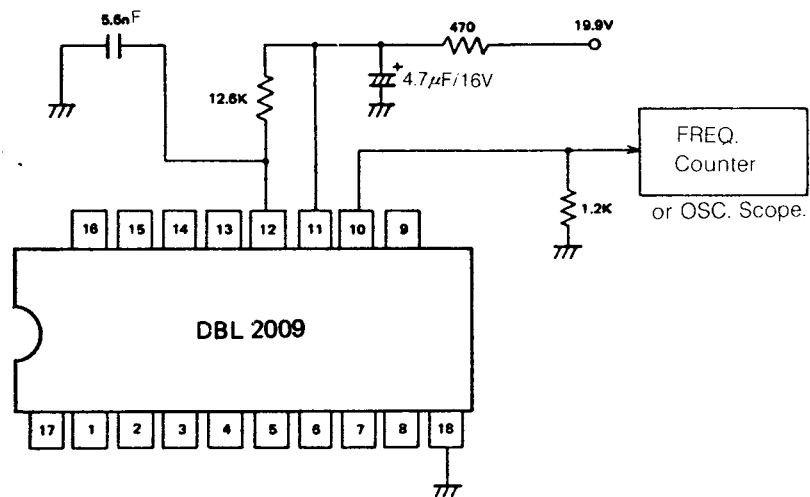 5.6nF
470
19.9V
12.6K
4.7μF/16V
+
FREQ.
Counter
1.2K
or OSC. Scope.
16 15 14 13 12 11 10 9
DBL 2009
17 1 2 3 4 5 6 7 8 18